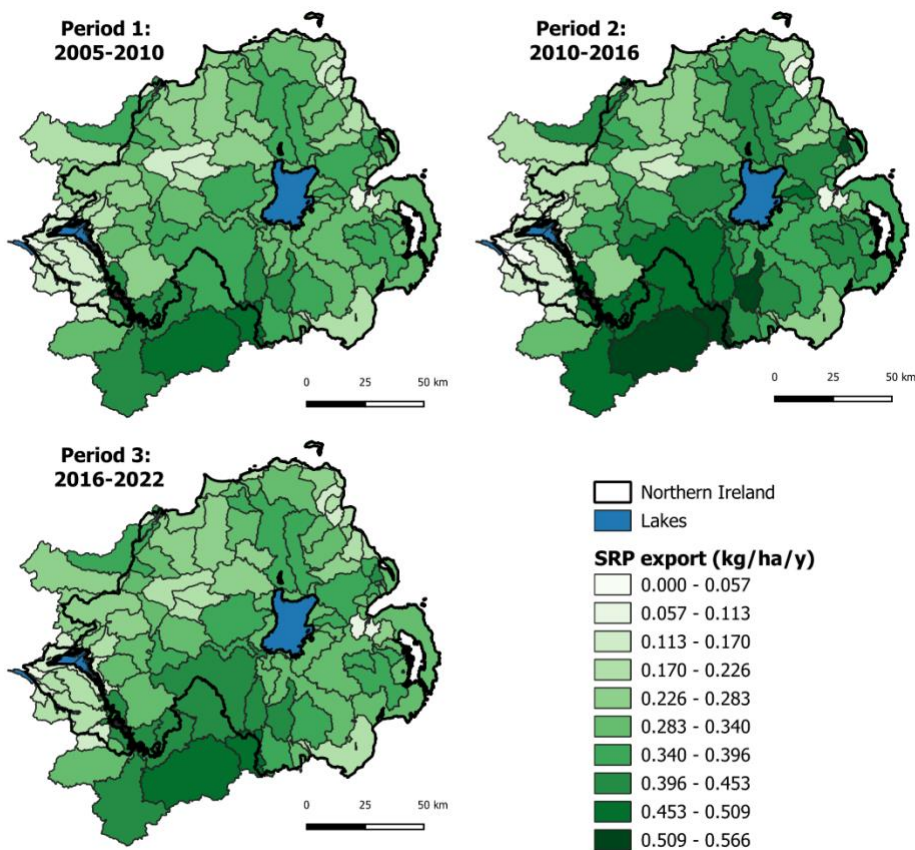 Period 1:
2005-2010
0 25 50 km
Period 2:
2010-2016
0 25 50 km
Period 3:
2016-2022
0 25 50 km
Northern Ireland
Lakes
SRP export (kg/ha/y)
0.000 - 0.057
0.057 - 0.113
0.113 - 0.170
0.170 - 0.226
0.226 - 0.283
0.283 - 0.340
0.340 - 0.396
0.396 - 0.453
0.453 - 0.509
0.509 - 0.566